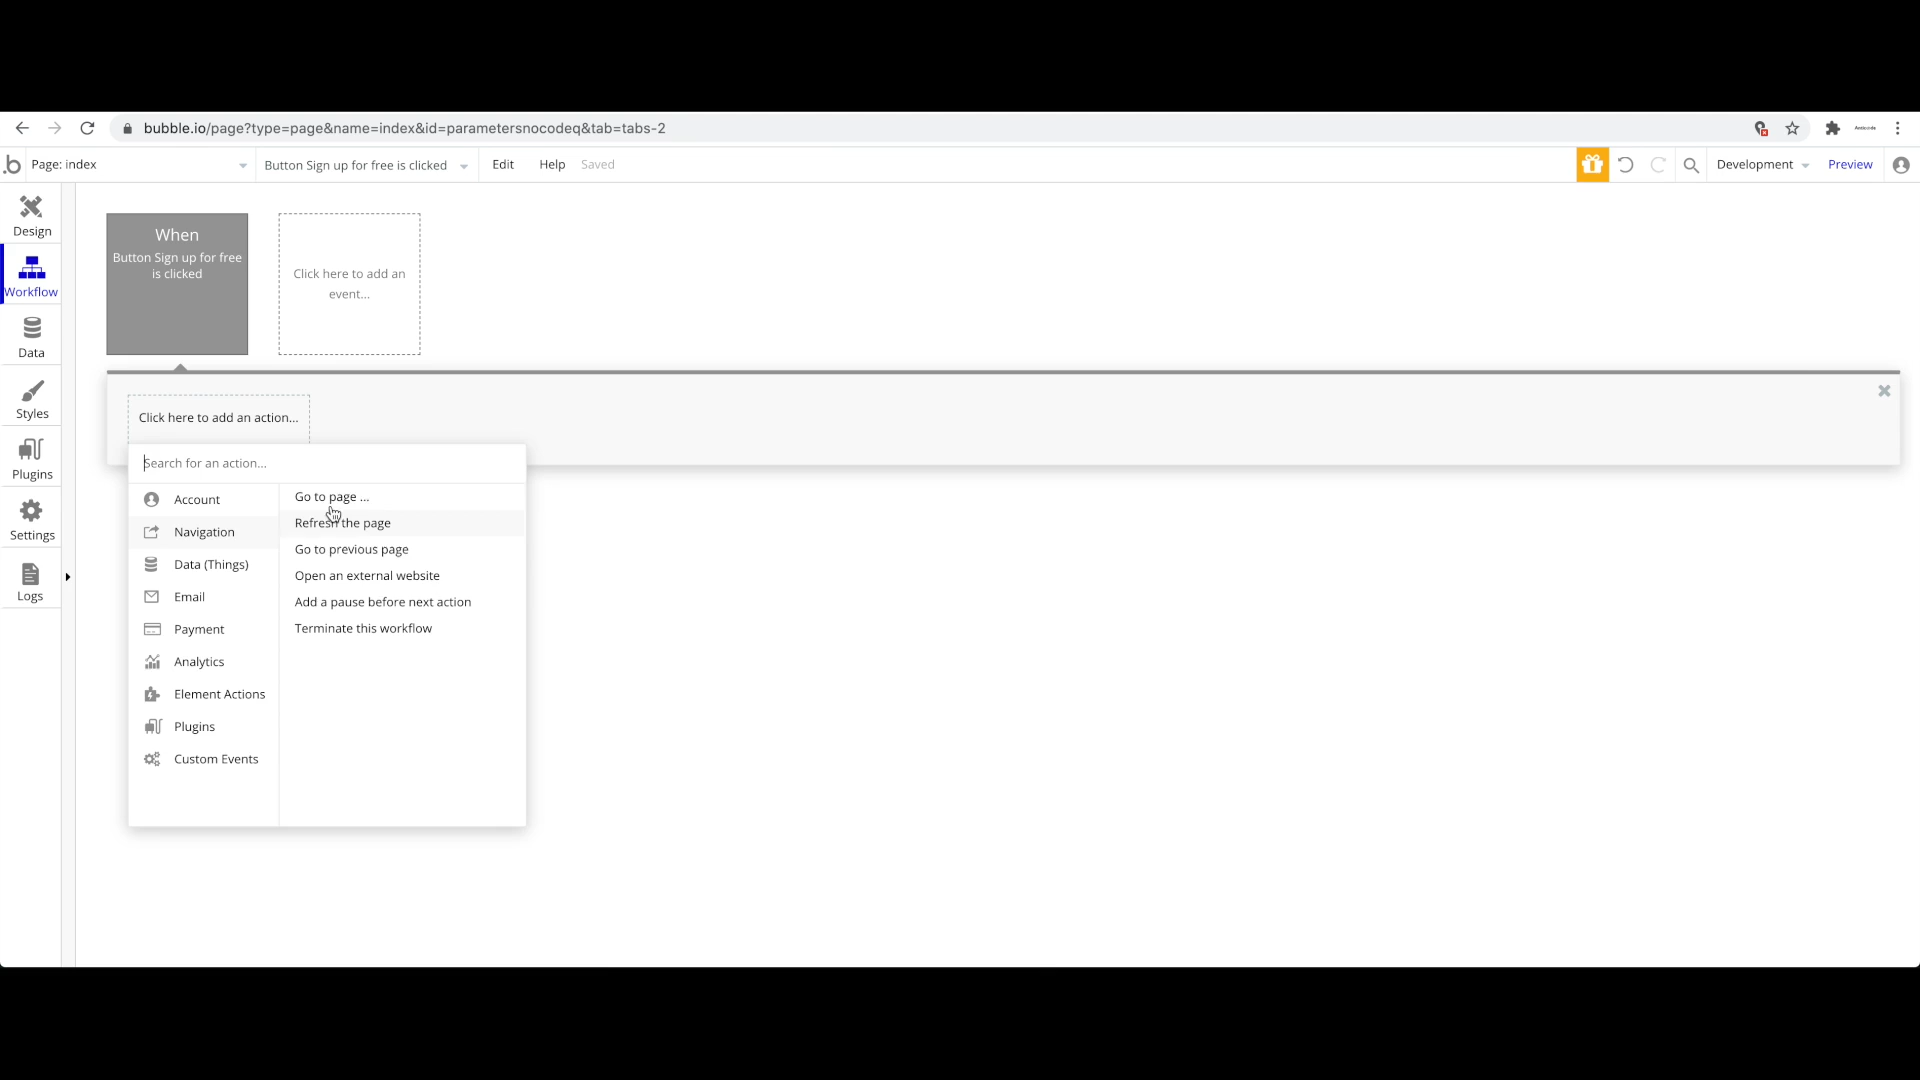 bubble.io/page?type=page&name=index&id=parametersnocodeq&tab=tabs-2
.b Page: index Button Sign up for free is clicked Edit Help Saved Development Preview
Design
Workflow
Data
Styles
Plugins
Settings
Logs
When
Button Sign up for free
is clicked
Click here to add an
event...
Click here to add an action...
Search for an action...
Account
Navigation
Data (Things)
Email
Payment
Analytics
Element Actions
Plugins
Custom Events
Go to page ...
Refresh the page
Go to previous page
Open an external website
Add a pause before next action
Terminate this workflow